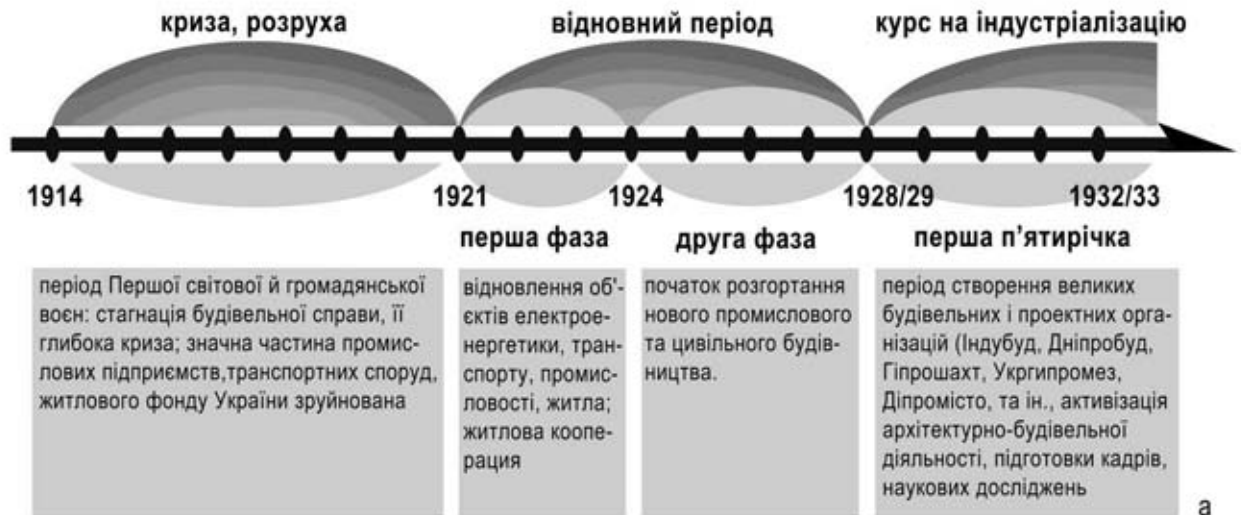 криза, розруха
відновний період
курс на індустріалізацію
1914
1921
1924
1928/29
1932/33
перша фаза
друга фаза
перша п’ятирічка
період Першої світової й громадянської
воєн: стагнація будівельної справи, її
глибока криза; значна частина промис-
лових підприємств,транспортних споруд,
житлового фонду України зруйнована
відновлення об'-
єктів електрое-
нергетики, тран-
спорту, промис-
ловості, житла;
житлова коопе-
рация
початок розгортання
нового промислового
та цивільного будів-
ництва.
період створення великих
будівельних і проектних орга-
нізацій (Індубуд, Дніпробуд,
Гіпрошахт, Укргипромез,
Діпромісто, та ін., активізація
архітектурно-будівельної
діяльності, підготовки кадрів,
наукових досліджень
а